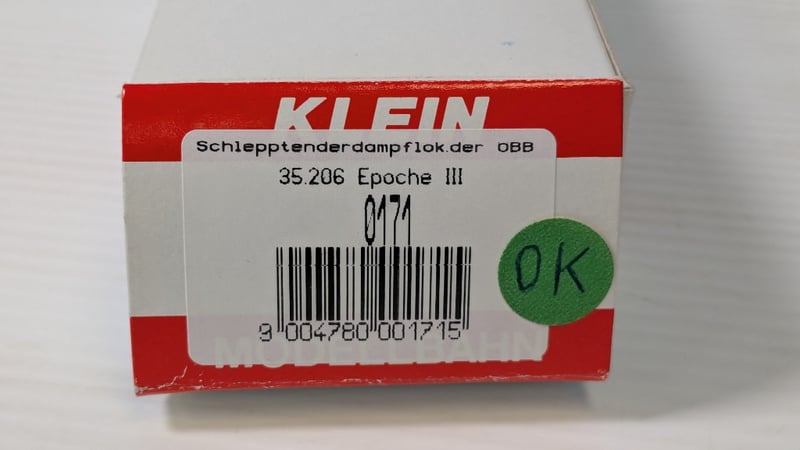 KLEIN
Schlepptenderdampflok.der ÖBB
35.206 Epoche III
0171
9 004780 001715
OK
MODELLBAHN